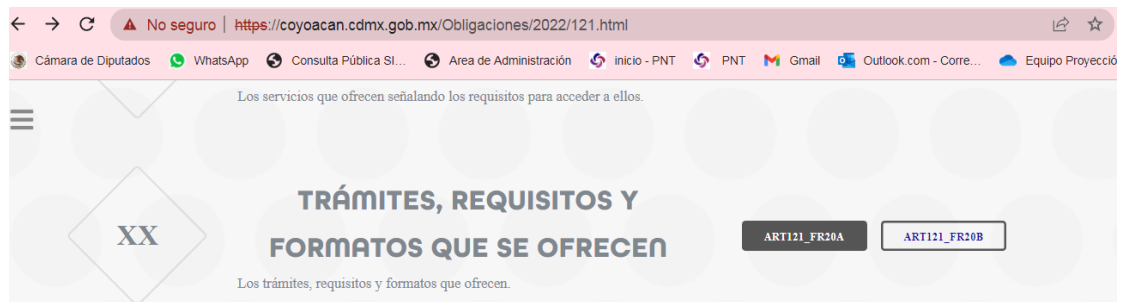 No seguro | https://coyoacan.cdmx.gob.mx/Obligaciones/2022/121.html
Cámara de Diputados WhatsApp Consulta Pública SI... Area de Administración inicio - PNT PNT Gmail Outlook.com - Corre... Equipo Proyecció
Los servicios que ofrecen señalando los requisitos para acceder a ellos.
XX
TRÁMITES, REQUISITOS Y
FORMATOS QUE SE OFRECEN
ART121_FR20A ART121_FR20B
Los trámites, requisitos y formatos que ofrecen.